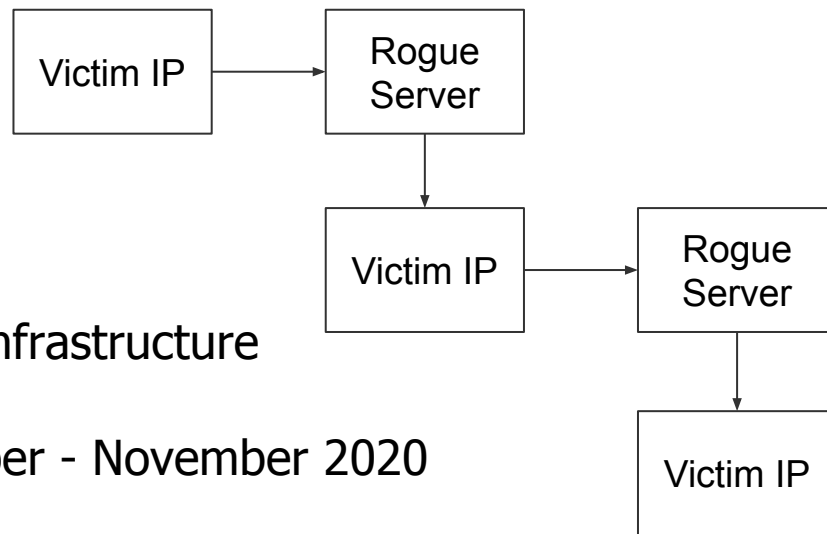 Victim IP
Rogue
Server
Victim IP
Rogue
Server
nfrastructure
er - November 2020
Victim IP